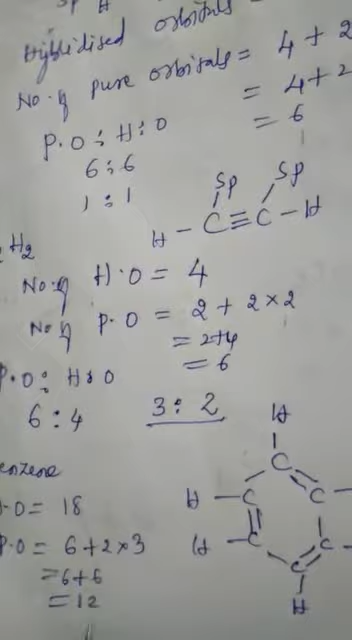 Sp H
Hybridised orbitals
No. of pure orbitals = 4 + 2
= 4 + 2
P.O : H : O = 6
6 : 6
1 : 1
Sp Sp
H - C ≡ C - H
H2
No. of H.O = 4
No. of P.O = 2 + 2 × 2
= 2 + 4
= 6
P.O : H.O
6 : 4 3 : 2
enzene
H
C
H - C C -
.O = 18
P.O = 6 + 2 × 3
H - C C -
= 6 + 6
C
= 12
H